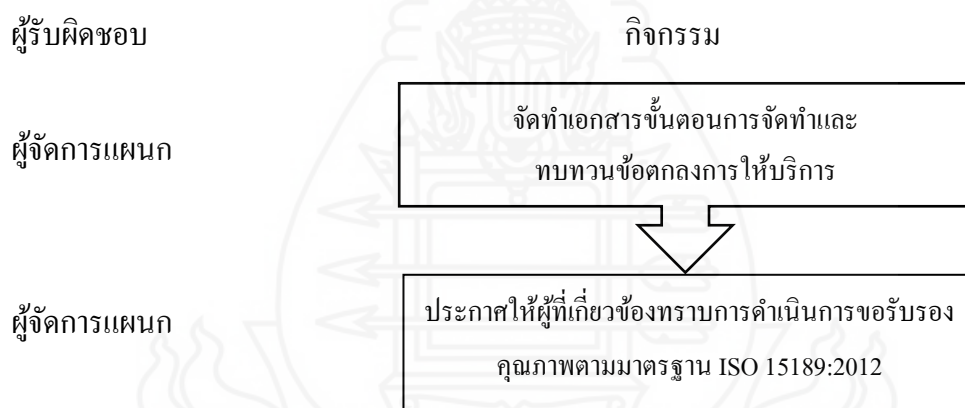 ผู้รับผิดชอบ กิจกรรม
ผู้จัดการแผนก
จัดทำเอกสารขั้นตอนการจัดทำและ
ทบทวนข้อตกลงการให้บริการ
ผู้จัดการแผนก
ประกาศให้ผู้ที่เกี่ยวข้องทราบการดำเนินการขอรับรอง
คุณภาพตามมาตรฐาน ISO 15189:2012